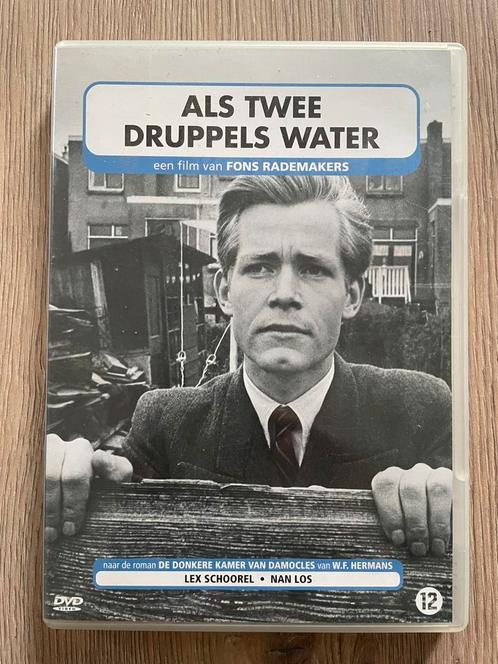 ALS TWEE
DRUPPELS WATER
een film van FONS RADEMAKERS
naar de roman DE DONKERE KAMER VAN DAMOCLES van W.F. HERMANS
LEX SCHOOREL • NAN LOS
DVD
VIDEO
12